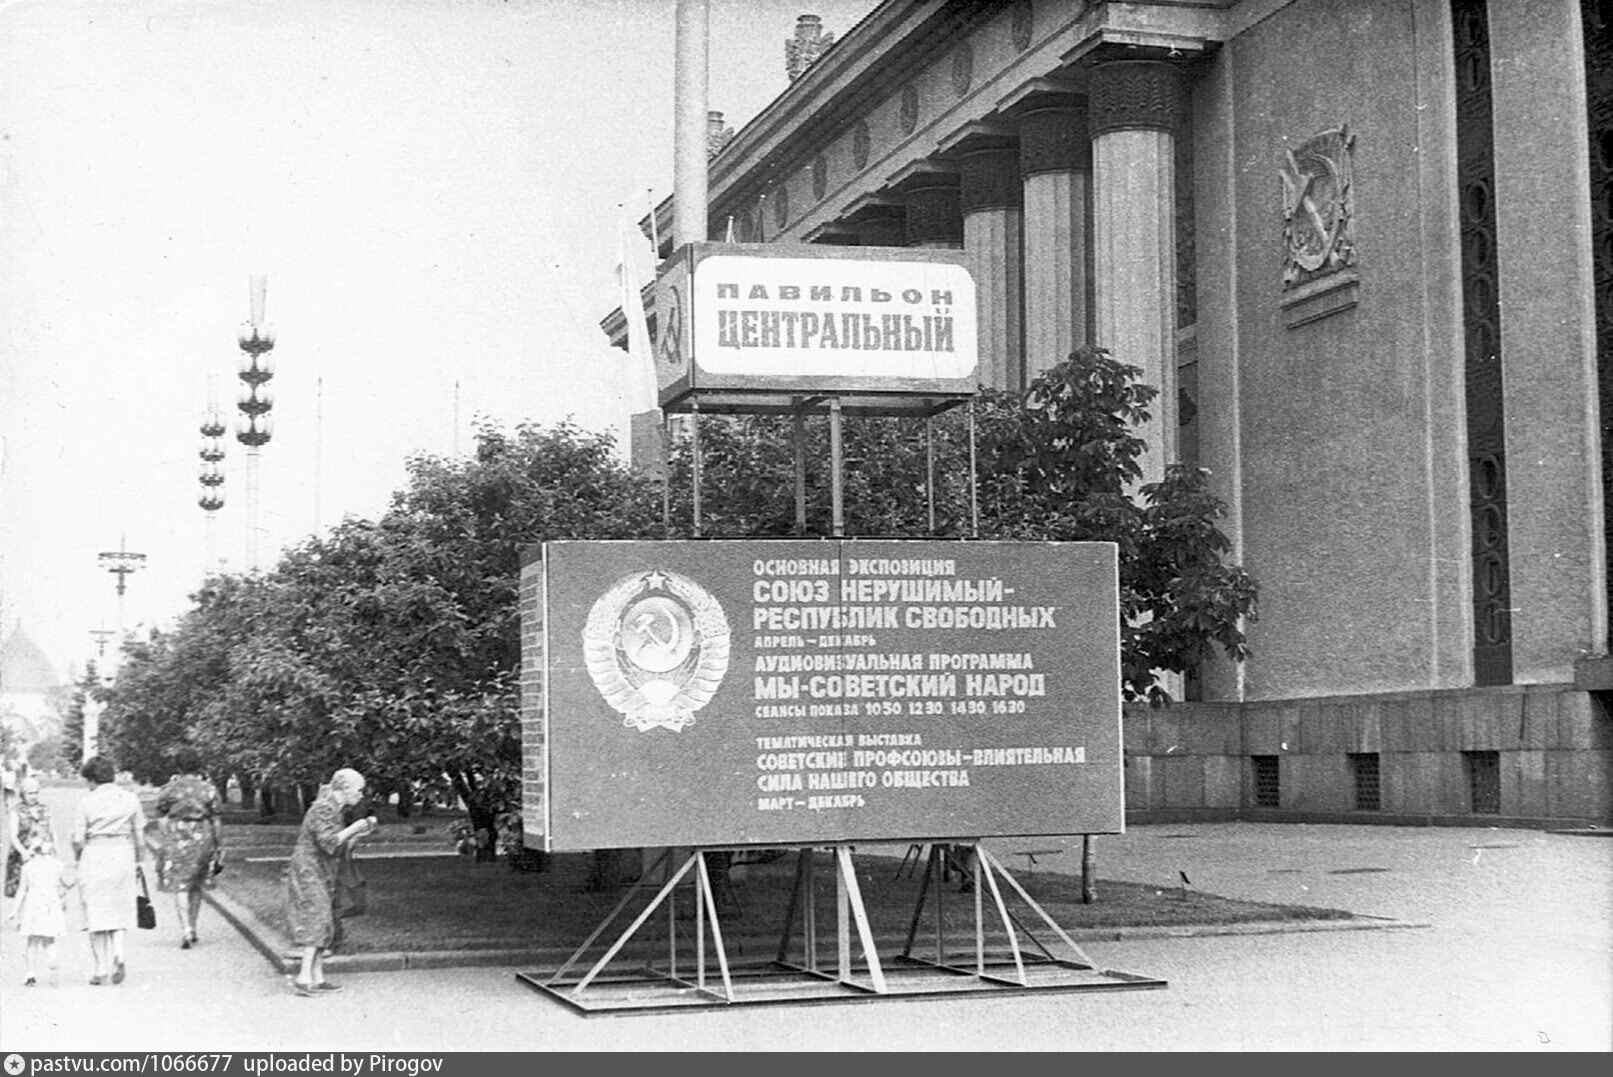 ПАВИЛЬОН
ЦЕНТРАЛЬНЫЙ
ОСНОВНАЯ ЭКСПОЗИЦИЯ
СОЮЗ НЕРУШИМЫЙ-
РЕСПУБЛИК СВОБОДНЫХ
АПРЕЛЬ – ДЕКАБРЬ
АУДИОВИЗУАЛЬНАЯ ПРОГРАММА
МЫ-СОВЕТСКИЙ НАРОД
СЕАНСЫ ПОКАЗА 1050 1230 1430 1630
ТЕМАТИЧЕСКАЯ ВЫСТАВКА
СОВЕТСКИЕ ПРОФСОЮЗЫ-ВЛИЯТЕЛЬНАЯ
СИЛА НАШЕГО ОБЩЕСТВА
МАРТ – ДЕКАБРЬ
pastvu.com/1066677 uploaded by Pirogov